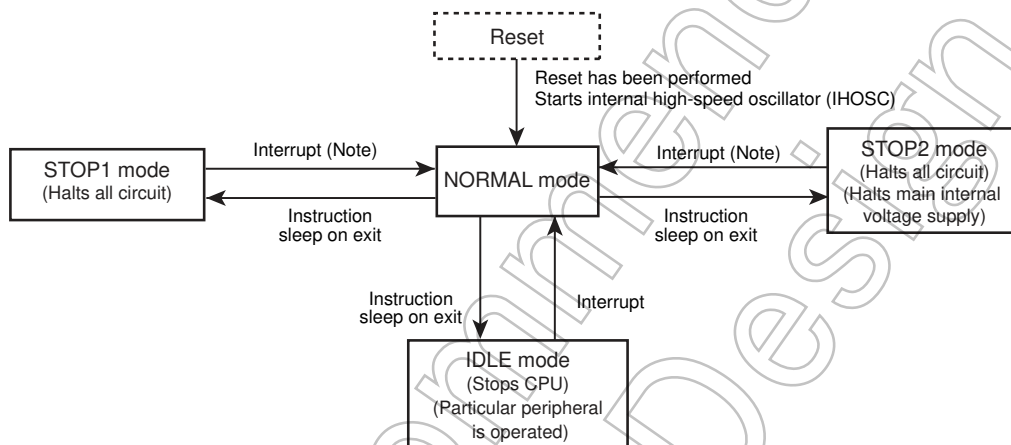 Reset
Reset has been performed
Starts internal high-speed oscillator (IHOSC)
STOP1 mode
(Halts all circuit)
Interrupt (Note)
Instruction
sleep on exit
NORMAL mode
Interrupt (Note)
Instruction
sleep on exit
STOP2 mode
(Halts all circuit)
(Halts main internal
voltage supply)
Instruction
sleep on exit
Interrupt
IDLE mode
(Stops CPU)
(Particular peripheral
is operated)
Design